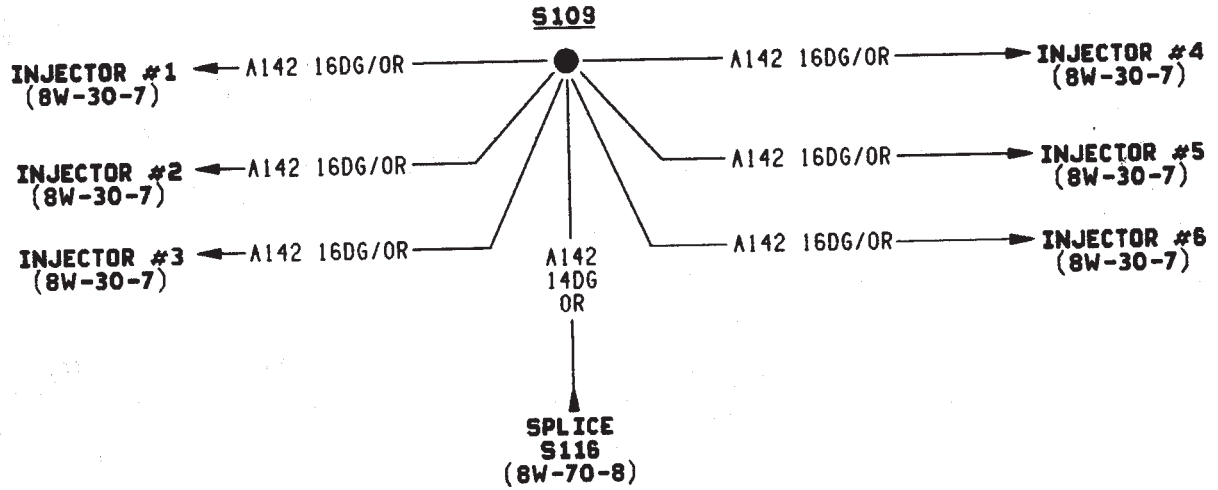 S109
INJECTOR #1
(8W-30-7)
A142 16DG/OR
A142 16DG/OR
INJECTOR #4
(8W-30-7)
INJECTOR #2
(8W-30-7)
A142 16DG/OR
A142 16DG/OR
INJECTOR #5
(8W-30-7)
INJECTOR #3
(8W-30-7)
A142 16DG/OR
A142
14DG
OR
A142 16DG/OR
INJECTOR #6
(8W-30-7)
SPLICE
S116
(8W-70-8)